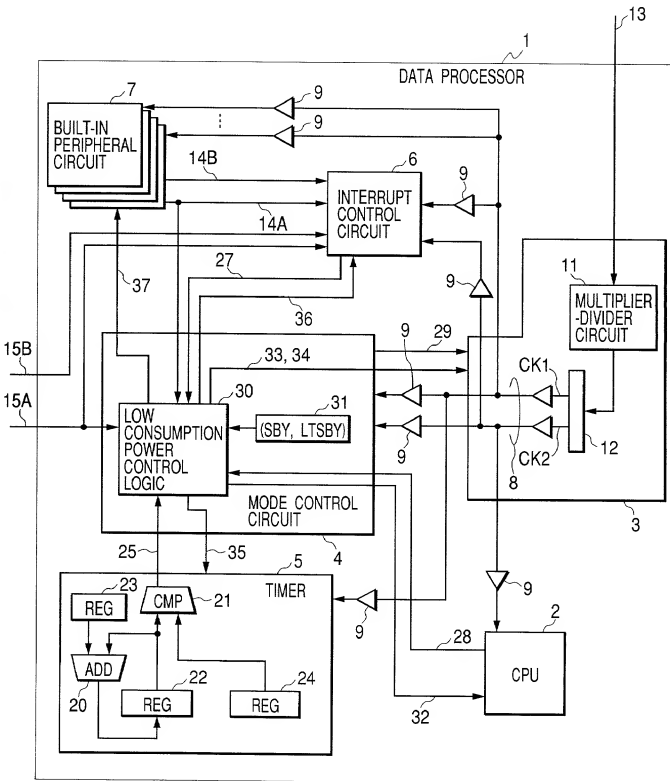 13
1
DATA PROCESSOR
7
9
BUILT-IN
PERIPHERAL
CIRCUIT
9
14B
6
INTERRUPT
CONTROL
CIRCUIT
9
14A
27
37
36
9
11
MULTIPLIER
-DIVIDER
CIRCUIT
15B
33, 34
9
29
CK1
15A
30
31
LOW
CONSUMPTION
POWER
CONTROL
LOGIC
(SBY, LTSBY)
9
8
CK2
12
MODE CONTROL
CIRCUIT
3
25
35
4
5
TIMER
23
REG
CMP
21
9
9
2
CPU
28
ADD
20
22
REG
24
REG
32